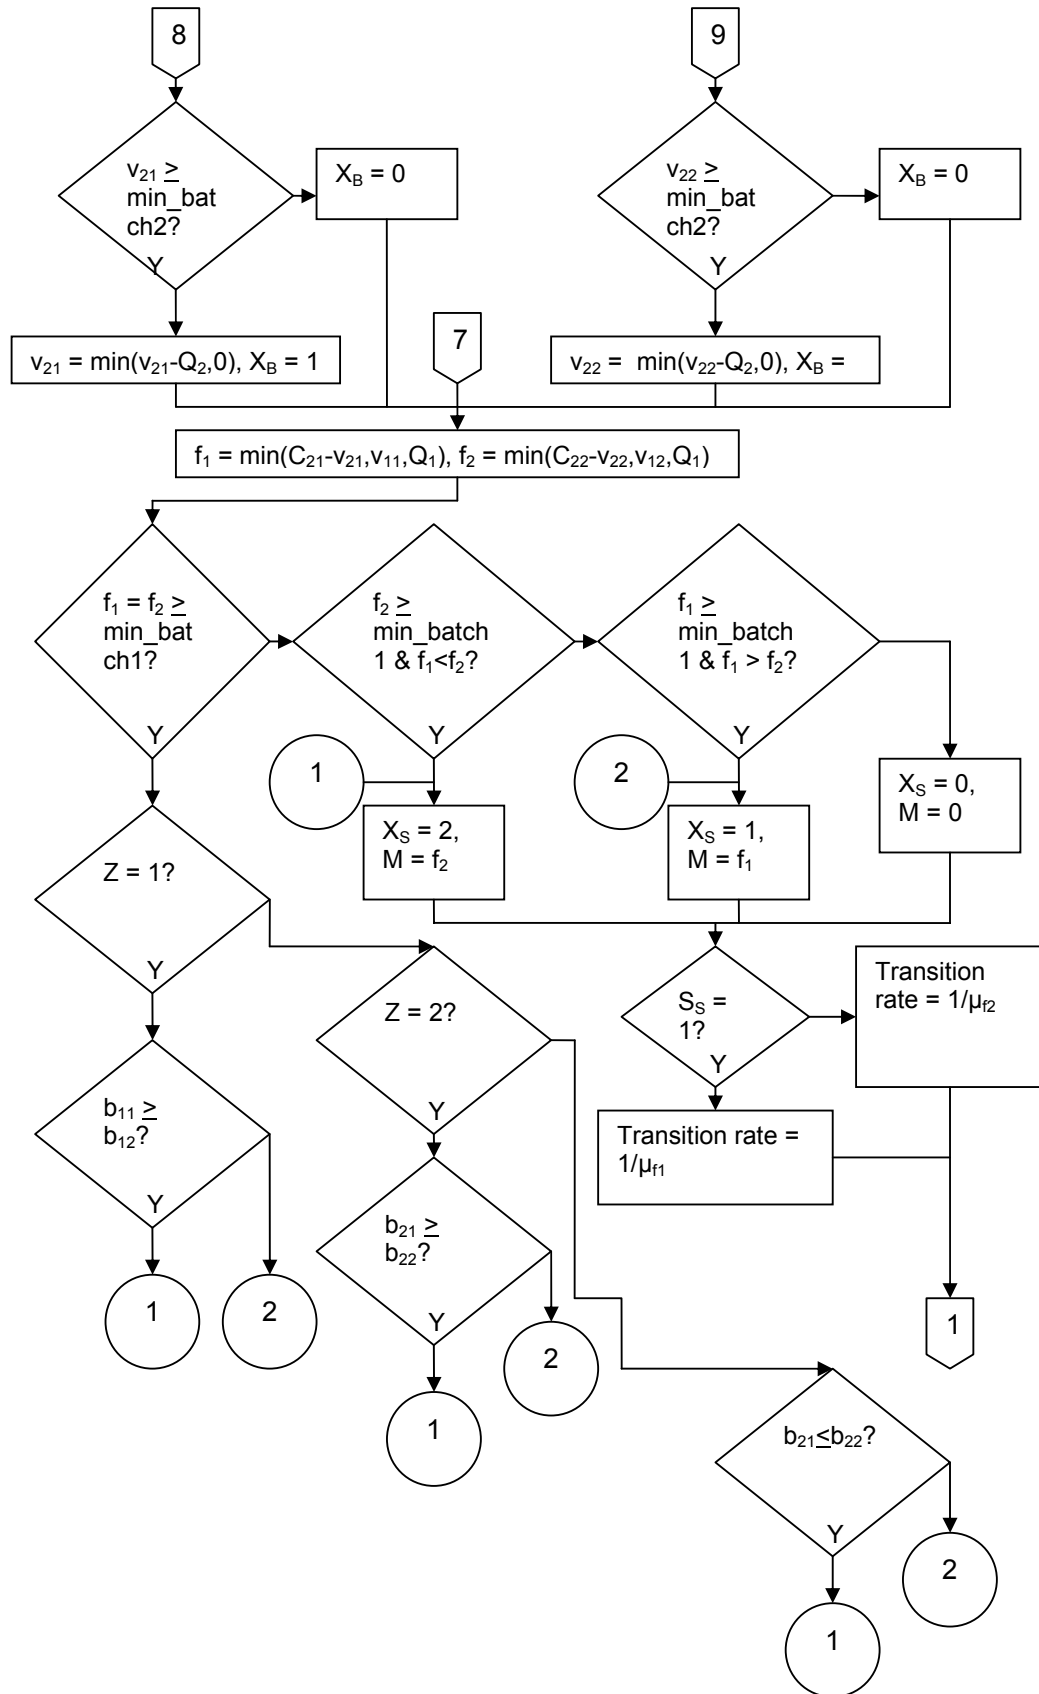 8
9
v21 ≥
min_bat
ch2?
Y
XB = 0
v22 ≥
min_bat
ch2?
Y
XB = 0
v21 = min(v21-Q2,0), XB = 1
7
v22 = min(v22-Q2,0), XB =
f1 = min(C21-v21,v11,Q1), f2 = min(C22-v22,v12,Q1)
f1 = f2 ≥
min_bat
ch1?
Y
f2 ≥
min_batch
1 & f1<f2?
Y
f1 ≥
min_batch
1 & f1 > f2?
Y
1
2
XS = 0,
M = 0
XS = 2,
M = f2
XS = 1,
M = f1
Z = 1?
Y
Z = 2?
Y
SS =
1?
Y
Transition
rate = 1/µf2
b11 ≥
b12?
Y
Transition rate =
1/µf1
b21 ≥
b22?
Y
1
2
1
2
1
b21≤b22?
Y
2
1